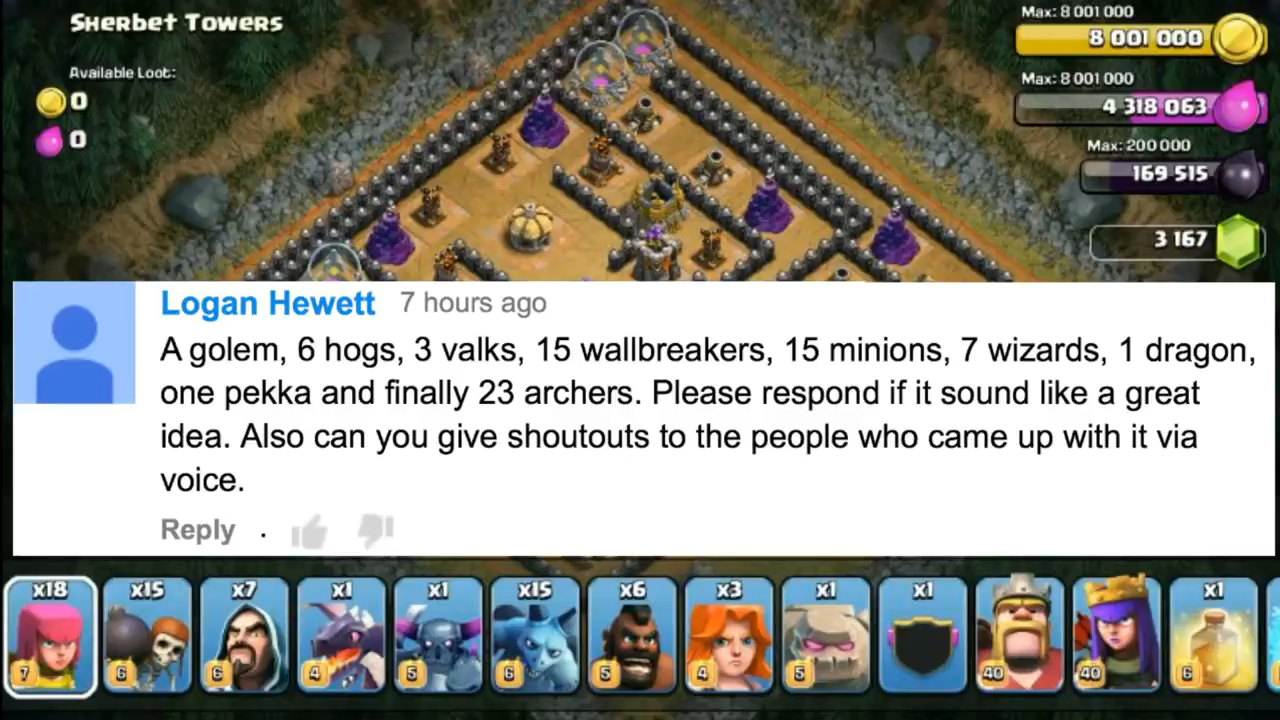 Sherbet Towers
Available Loot:
0
0
Max: 8 001 000
8 001 000
Max: 8 001 000
4 318 063
Max: 200 000
169 515
3 167
Logan Hewett 7 hours ago
A golem, 6 hogs, 3 valks, 15 wallbreakers, 15 minions, 7 wizards, 1 dragon,
one pekka and finally 23 archers. Please respond if it sound like a great
idea. Also can you give shoutouts to the people who came up with it via
voice.
Reply .
x18 x15 x7 x1 x1 x15 x6 x3 x1 x1 x1
7 6 6 4 5 6 5 4 5 40 40 6